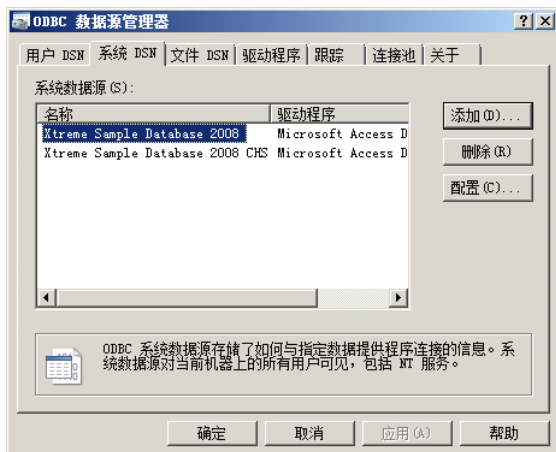 ODBC 数据源管理器
用户 DSN 系统 DSN 文件 DSN 驱动程序 跟踪 连接池 关于
系统数据源(S):
名称 驱动程序
Xtreme Sample Database 2008 Microsoft Access D
Xtreme Sample Database 2008 CHS Microsoft Access D
添加(D)...
删除(R)
配置(C)...
ODBC 系统数据源存储了如何与指定数据提供程序连接的信息。系
统数据源对当前机器上的所有用户可见,包括 NT 服务。
确定 取消 应用(A) 帮助